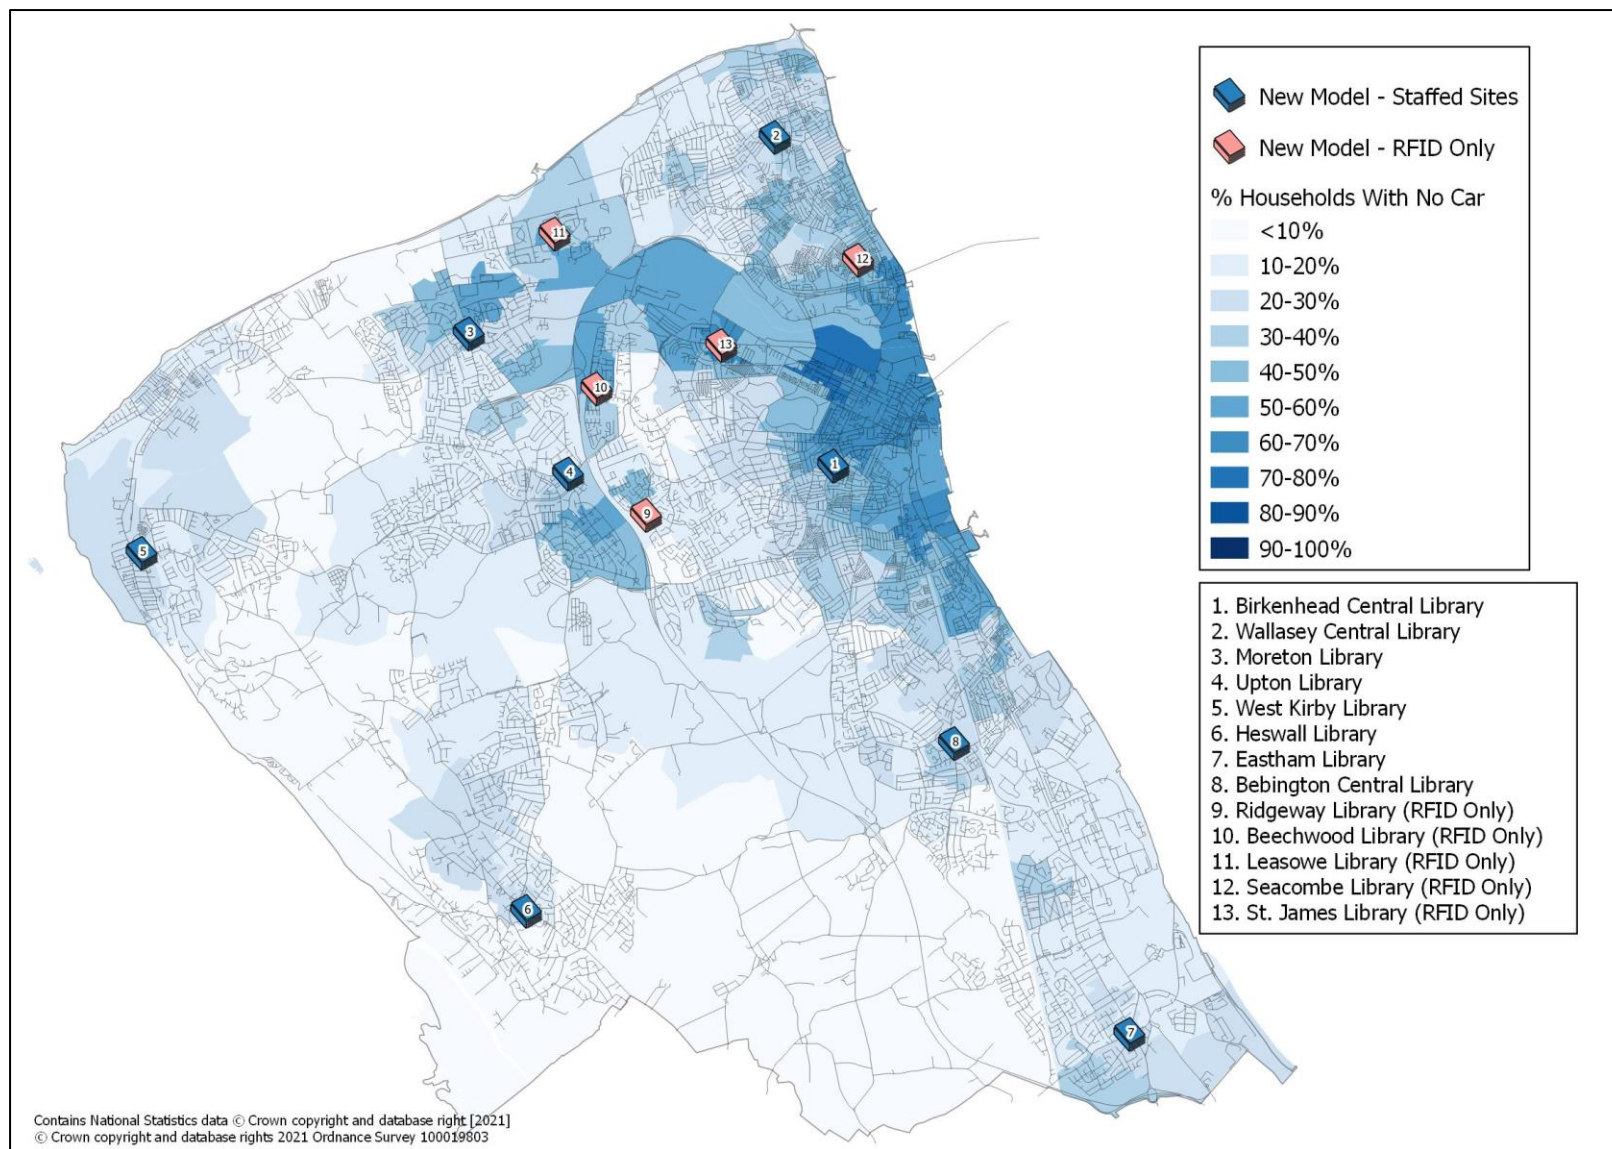 New Model - Staffed Sites
New Model - RFID Only
% Households With No Car
<10%
10-20%
20-30%
30-40%
40-50%
50-60%
60-70%
70-80%
80-90%
90-100%
1. Birkenhead Central Library
2. Wallasey Central Library
3. Moreton Library
4. Upton Library
5. West Kirby Library
6. Heswall Library
7. Eastham Library
8. Bebington Central Library
9. Ridgeway Library (RFID Only)
10. Beechwood Library (RFID Only)
11. Leasowe Library (RFID Only)
12. Seacombe Library (RFID Only)
13. St. James Library (RFID Only)
2
11
12
3
13
10
1
4
9
5
8
6
7
Contains National Statistics data © Crown copyright and database right [2021]
© Crown copyright and database rights 2021 Ordnance Survey 100019803